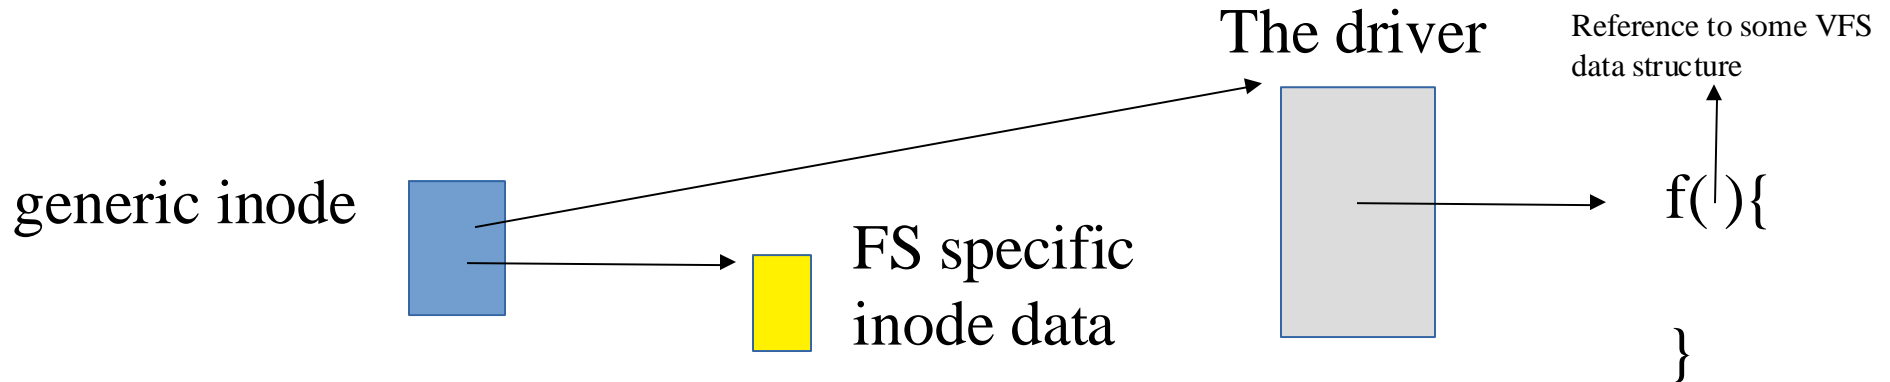 The driver
Reference to some VFS
data structure
generic inode
f( ){
FS specific
inode data
}